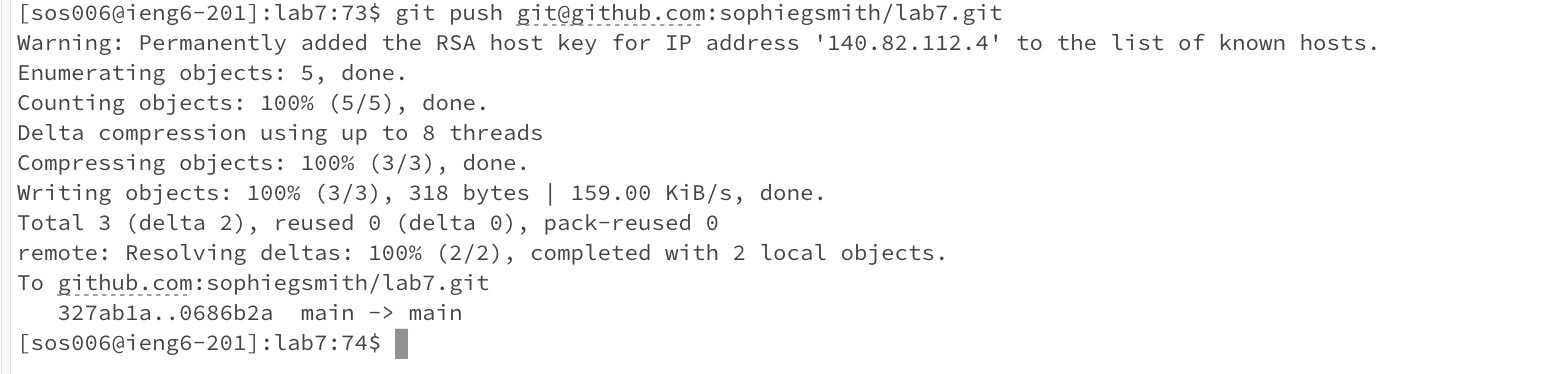 [sos006@ieng6-201]:lab7:73$ git push git@github.com:sophiegsmith/lab7.git
Warning: Permanently added the RSA host key for IP address '140.82.112.4' to the list of known hosts.
Enumerating objects: 5, done.
Counting objects: 100% (5/5), done.
Delta compression using up to 8 threads
Compressing objects: 100% (3/3), done.
Writing objects: 100% (3/3), 318 bytes | 159.00 KiB/s, done.
Total 3 (delta 2), reused 0 (delta 0), pack-reused 0
remote: Resolving deltas: 100% (2/2), completed with 2 local objects.
To github.com:sophiegsmith/lab7.git
   327ab1a..0686b2a  main -> main
[sos006@ieng6-201]:lab7:74$